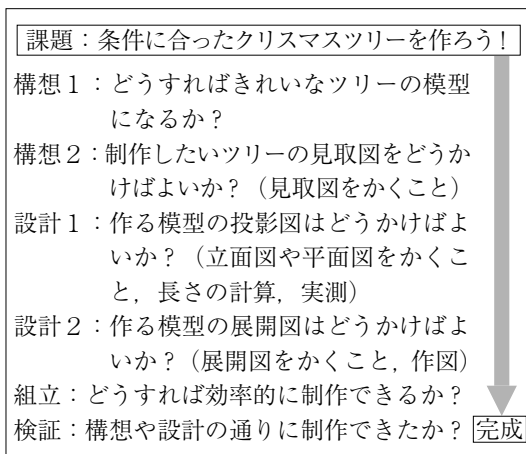 課題：条件に合ったクリスマスツリーを作ろう！
構想１：どうすればきれいなツリーの模型
になるか？
構想２：制作したいツリーの見取図をどうか
けばよいか？（見取図をかくこと）
設計１：作る模型の投影図はどうかけばよ
いか？（立面図や平面図をかくこ
と，長さの計算，実測）
設計２：作る模型の展開図はどうかけばよ
いか？（展開図をかくこと，作図）
組立：どうすれば効率的に制作できるか？
検証：構想や設計の通りに制作できたか？ 完成